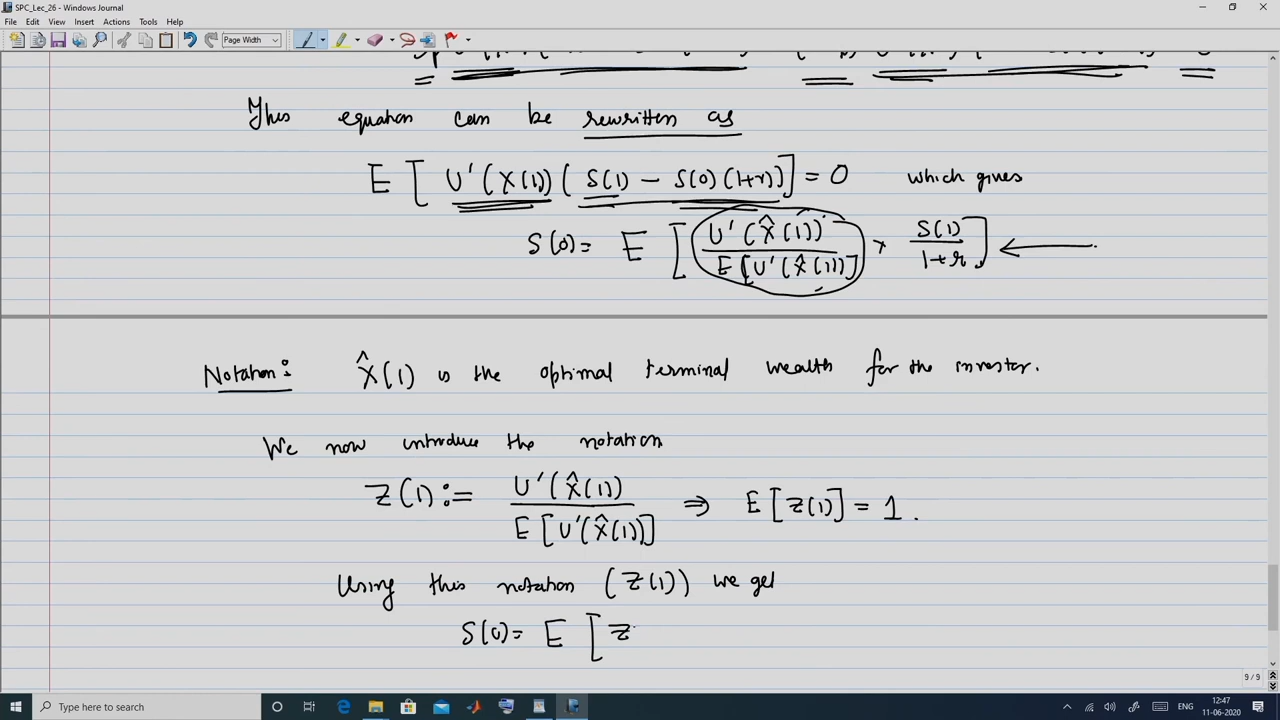 SPC_Lec_26 - Windows Journal
File Edit View Insert Actions Tools Help
Page Width
This equation can be rewritten as
E [ U'(X(1)) ( S(1) - S(0)(1+r)) ] = 0 which gives
S(0) = E [ U'(X̂(1)) / E[U'(X̂(1))] × S(1) / 1+r ] ←
Notation: X̂(1) is the optimal terminal wealth for the investor.
We now introduce the notation
Z(1) := U'(X̂(1)) / E[U'(X̂(1)] ⇒ E[Z(1)] = 1.
Using this notation (Z(1)) we get
S(0) = E [ Z
9 / 9
Type here to search
ENG
12:47
11-06-2020